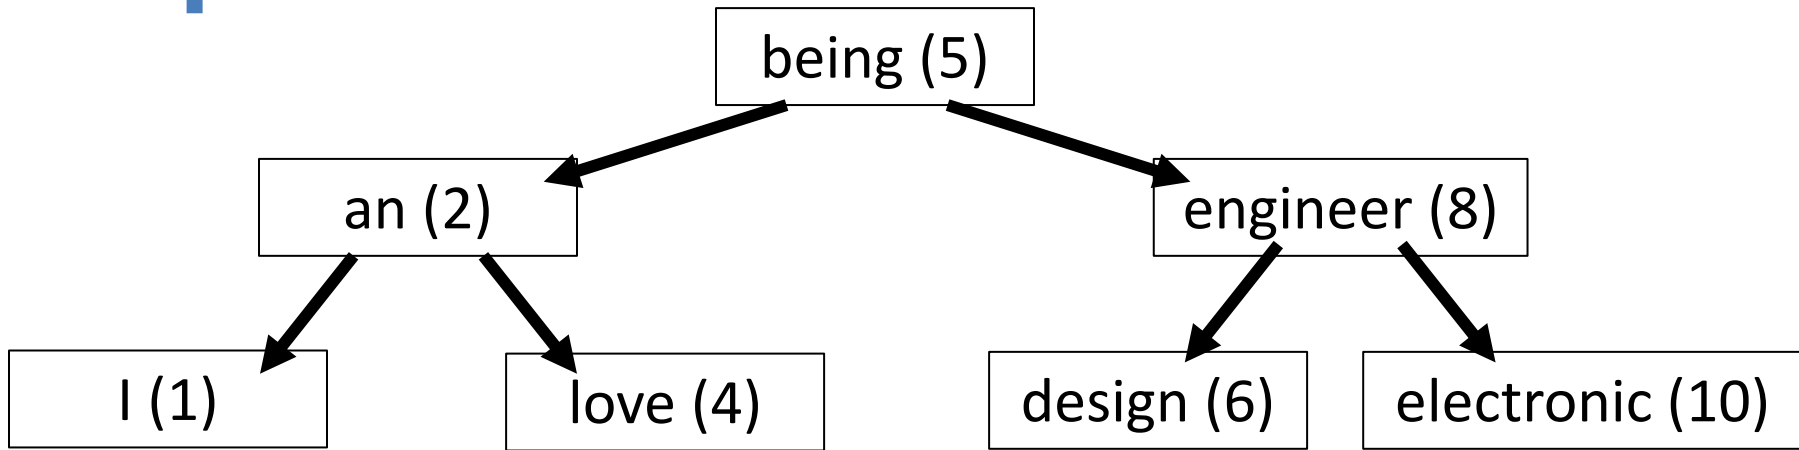 being (5)
an (2)
engineer (8)
I (1)
love (4)
design (6)
electronic (10)